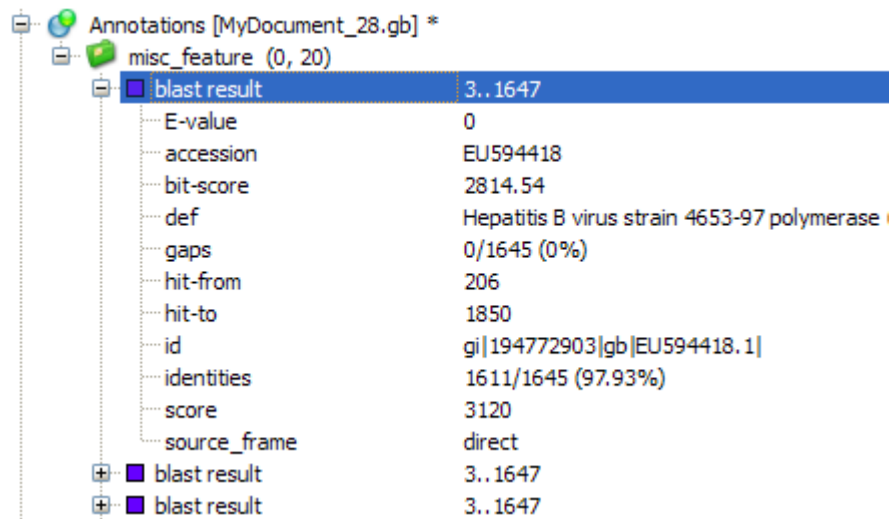 Annotations [MyDocument_28.gb] *
misc_feature (0, 20)
blast result 3..1647
E-value 0
accession EU594418
bit-score 2814.54
def Hepatitis B virus strain 4653-97 polymerase
gaps 0/1645 (0%)
hit-from 206
hit-to 1850
id gi|194772903|gb|EU594418.1|
identities 1611/1645 (97.93%)
score 3120
source_frame direct
blast result 3..1647
blast result 3..1647